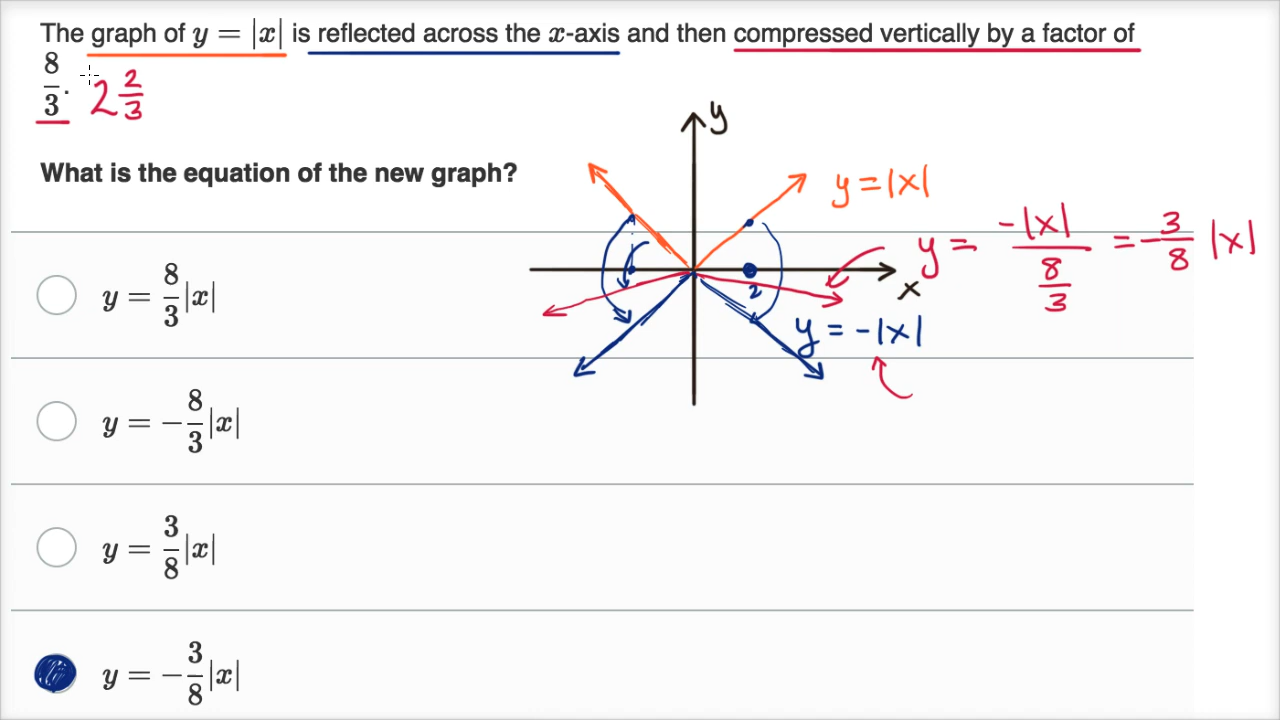 The graph of y = |x| is reflected across the x-axis and then compressed vertically by a factor of
8/3. 2 2/3
What is the equation of the new graph?
y
y = |x|
y = -|x| / (8/3) = -3/8 |x|
x
2
y = -|x|
y = 8/3|x|
y = −8/3|x|
y = 3/8|x|
y = −3/8|x|